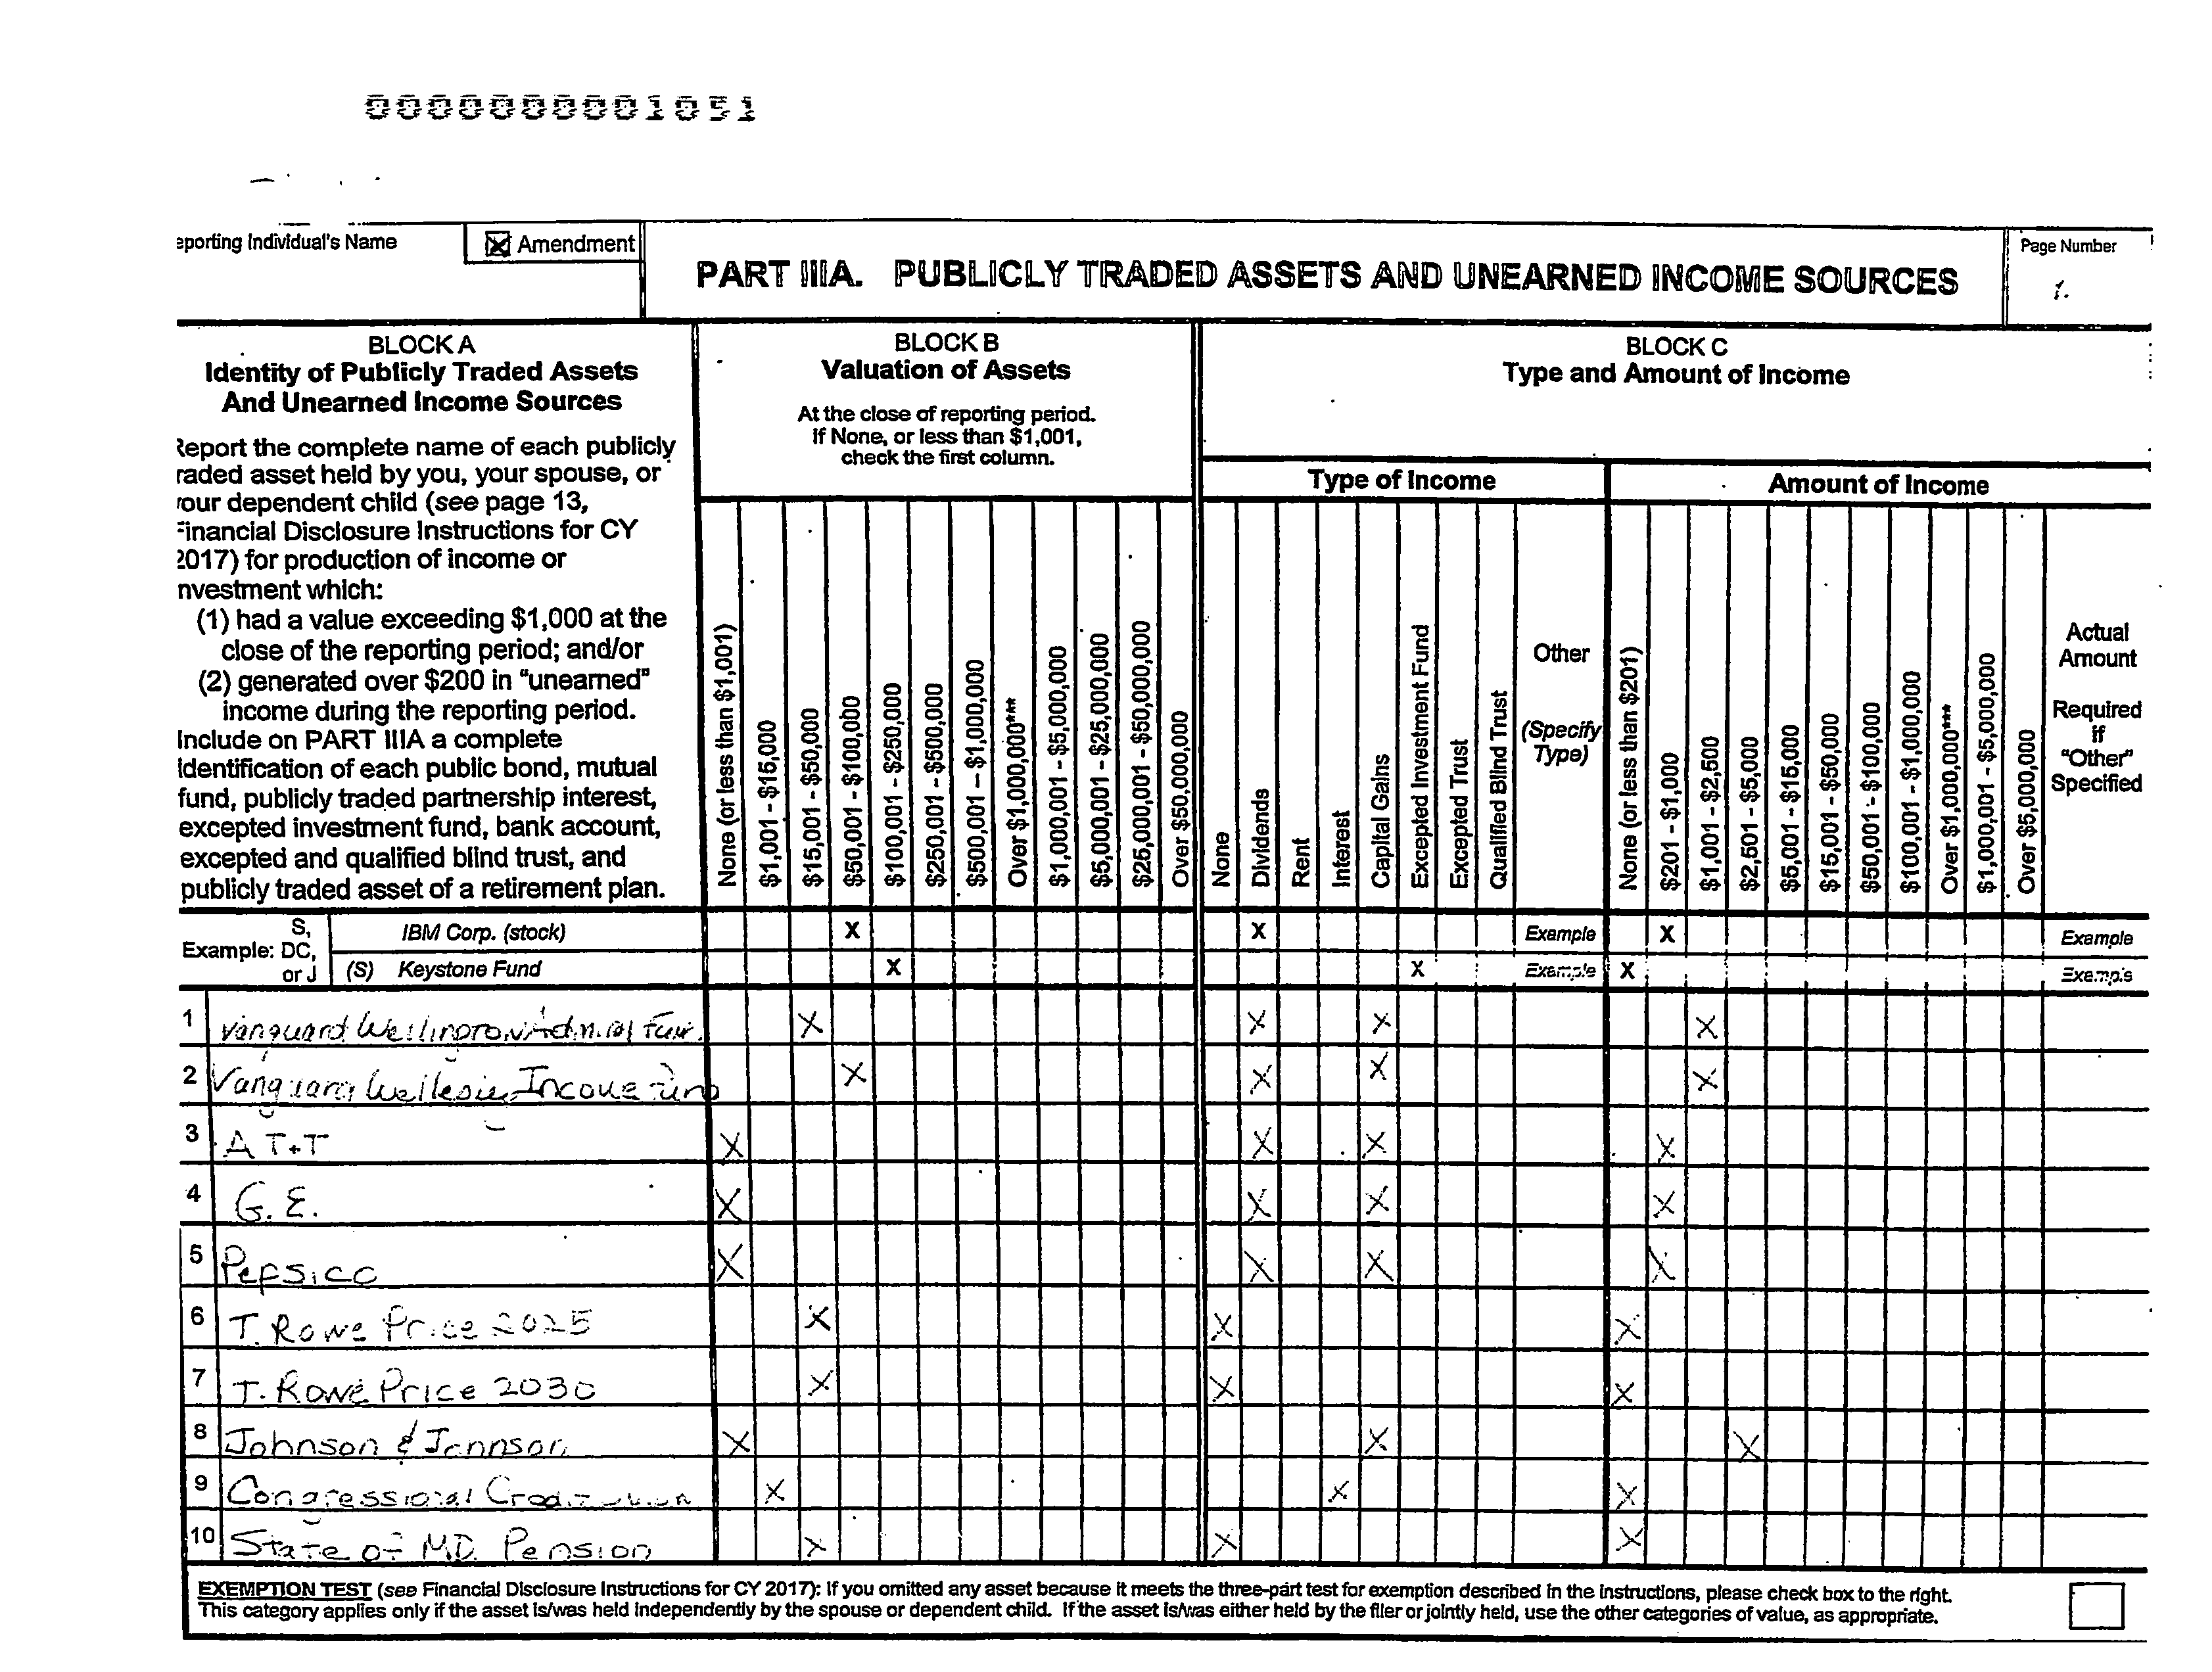 0000000001051
eporting Individual's Name
☒ Amendment
PART IIIA. PUBLICLY TRADED ASSETS AND UNEARNED INCOME SOURCES
Page Number
1.
BLOCK A
Identity of Publicly Traded Assets
And Unearned Income Sources
Report the complete name of each publicly
raded asset held by you, your spouse, or
our dependent child (see page 13,
Financial Disclosure Instructions for CY
2017) for production of income or
nvestment which:
(1) had a value exceeding $1,000 at the
close of the reporting period; and/or
(2) generated over $200 in "unearned"
income during the reporting period.
Include on PART IIIA a complete
identification of each public bond, mutual
fund, publicly traded partnership interest,
excepted investment fund, bank account,
excepted and qualified blind trust, and
publicly traded asset of a retirement plan.
BLOCK B
Valuation of Assets
At the close of reporting period.
If None, or less than $1,001,
check the first column.
None (or less than $1,001)
$1,001 - $15,000
$15,001 - $50,000
$50,001 - $100,000
$100,001 - $250,000
$250,001 - $500,000
$500,001 – $1,000,000
Over $1,000,000***
$1,000,001 - $5,000,000
$5,000,001 - $25,000,000
$25,000,001 - $50,000,000
Over $50,000,000
BLOCK C
Type and Amount of Income
Type of Income
None
Dividends
Rent
Interest
Capital Gains
Excepted Investment Fund
Excepted Trust
Qualified Blind Trust
Other
(Specify
Type)
Amount of Income
None (or less than $201)
$201 - $1,000
$1,001 - $2,500
$2,501 - $5,000
$5,001 - $15,000
$15,001 - $50,000
$50,001 - $100,000
$100,001 - $1,000,000
Over $1,000,000***
$1,000,001 - $5,000,000
Over $5,000,000
Actual
Amount
Required
if
"Other"
Specified
Example: S, DC, or J
IBM Corp. (stock) X X Example X Example
(S) Keystone Fund X X Example X Example
1 Vanguard Admiral X X X X
2 Vanguard Income X X X X
3 AT+T X X X X
4 G.E. X X X X
5 Pepsico X X X X
6 T. Rowe Price 2025 X X X
7 T. Rowe Price 2030 X X X
8 Johnson & Johnson X X X
9 Congressional Credit X X X
10 State of MD. Pension X X X
EXEMPTION TEST (see Financial Disclosure Instructions for CY 2017): If you omitted any asset because it meets the three-part test for exemption described in the instructions, please check box to the right.
This category applies only if the asset is/was held independently by the spouse or dependent child. If the asset is/was either held by the filer or jointly held, use the other categories of value, as appropriate.